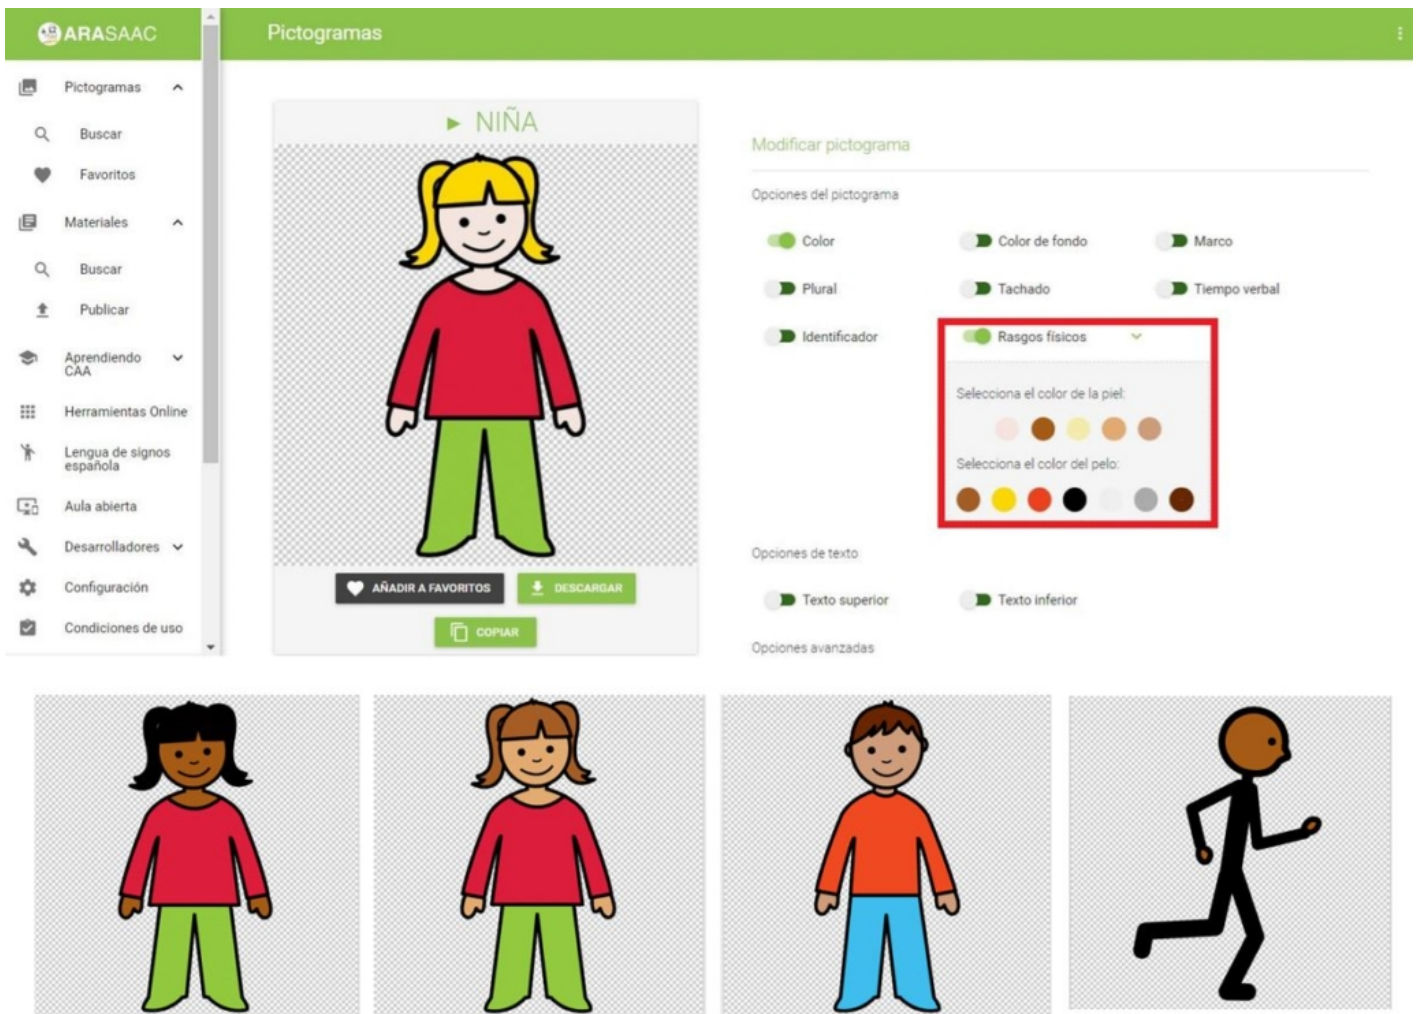 ARASAAC
Pictogramas
Pictogramas
Buscar
Favoritos
Materiales
Buscar
Publicar
Aprendiendo
CAA
Herramientas Online
Lengua de signos
española
Aula abierta
Desarrolladores
Configuración
Condiciones de uso
NIÑA
AÑADIR A FAVORITOS
DESCARGAR
COPIAR
Modificar pictograma
Opciones del pictograma
Color
Color de fondo
Marco
Plural
Tachado
Tiempo verbal
Identificador
Rasgos físicos
Selecciona el color de la piel:
Selecciona el color del pelo:
Opciones de texto
Texto superior
Texto inferior
Opciones avanzadas